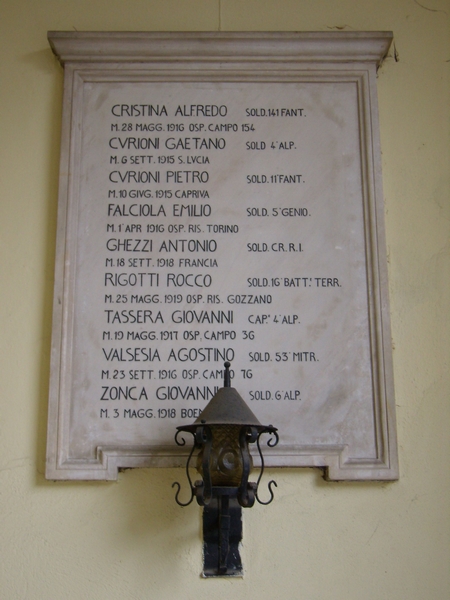 CRISTINA ALFREDO SOLD. 141 FANT.
M. 28 MAGG. 1916 OSP. CAMPO 154
CVRIONI GAETANO SOLD 4° ALP.
M. 6 SETT. 1915 S. LVCIA
CVRIONI PIETRO SOLD. 11° FANT.
M. 10 GIVG. 1915 CAPRIVA
FALCIOLA EMILIO SOLD. 5° GENIO.
M. 1° APR 1916 OSP. RIS. TORINO
GHEZZI ANTONIO SOLD. CR. R. I.
M. 18 SETT. 1918 FRANCIA
RIGOTTI ROCCO SOLD. 16° BATT.° TERR.
M. 25 MAGG. 1919 OSP. RIS. GOZZANO
TASSERA GIOVANNI CAP.° 4° ALP.
M. 19 MAGG. 1917 OSP. CAMPO 36
VALSESIA AGOSTINO SOLD. 53° MITR.
M. 23 SETT. 1916 OSP. CAMPO 76
ZONCA GIOVANNI SOLD. 6° ALP.
M. 3 MAGG. 1918